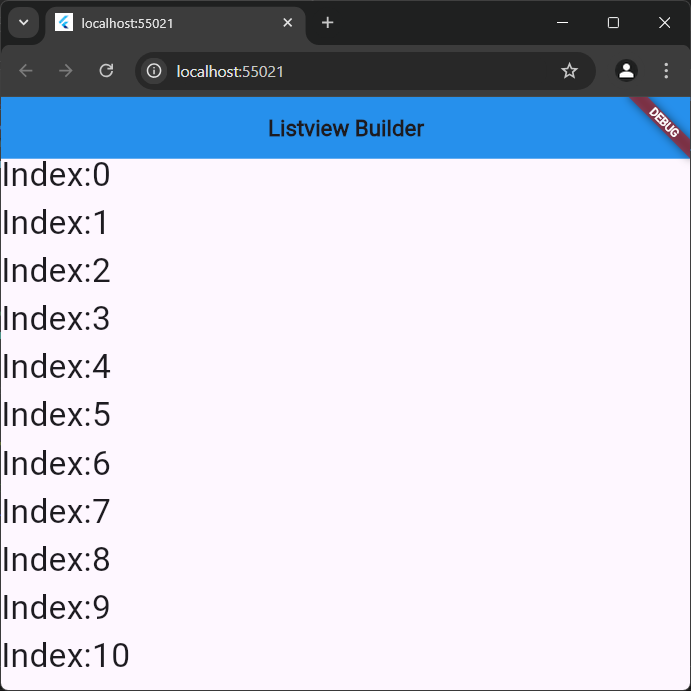 localhost:55021
localhost:55021
Listview Builder
DEBUG
Index:0
Index:1
Index:2
Index:3
Index:4
Index:5
Index:6
Index:7
Index:8
Index:9
Index:10